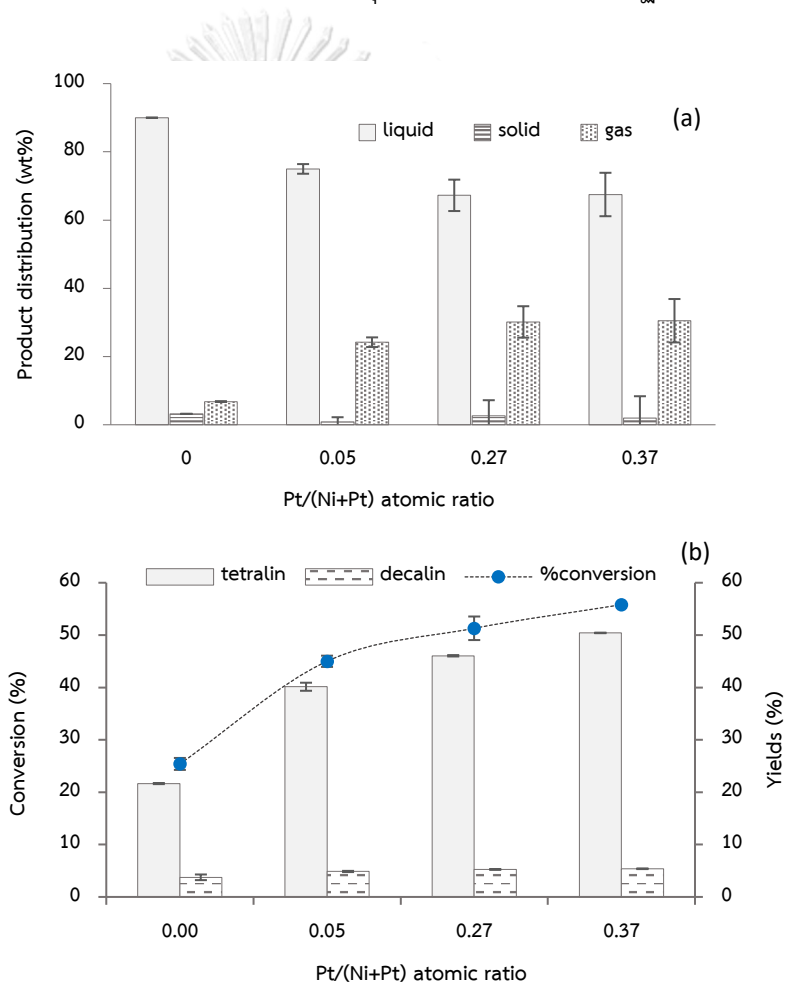 100
80
60
40
20
0
Product distribution (wt%)
liquid solid gas
(a)
0 0.05 0.27 0.37
Pt/(Ni+Pt) atomic ratio
(b)
tetralin decalin %conversion
60 60
50 50
40 40
30 30
20 20
10 10
0 0
Conversion (%)
Yields (%)
0.00 0.05 0.27 0.37
Pt/(Ni+Pt) atomic ratio